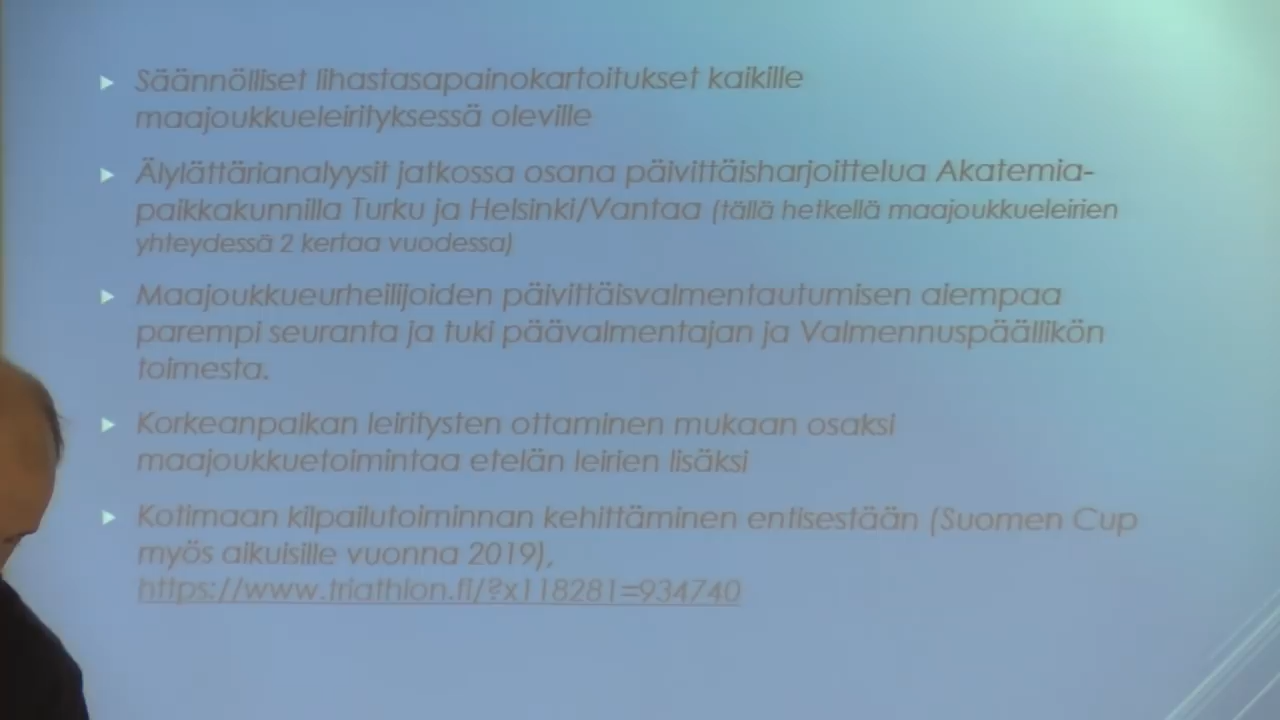 Säännölliset lihastasapainokartoitukset kaikille
maajoukkueleirityksessä oleville
Älylättärianalyysit jatkossa osana päivittäisharjoittelua Akatemia-
paikkakunnilla Turku ja Helsinki/Vantaa (tällä hetkellä maajoukkueleirien
yhteydessä 2 kertaa vuodessa)
Maajoukkueurheilijoiden päivittäisvalmentautumisen aiempaa
parempi seuranta ja tuki päävalmentajan ja Valmennuspäällikön
toimesta.
Korkeanpaikan leiritysten ottaminen mukaan osaksi
maajoukkuetoimintaa etelän leirien lisäksi
Kotimaan kilpailutoiminnan kehittäminen entisestään (Suomen Cup
myös aikuisille vuonna 2019),
https://www.triathlon.fi/?x118281=934740